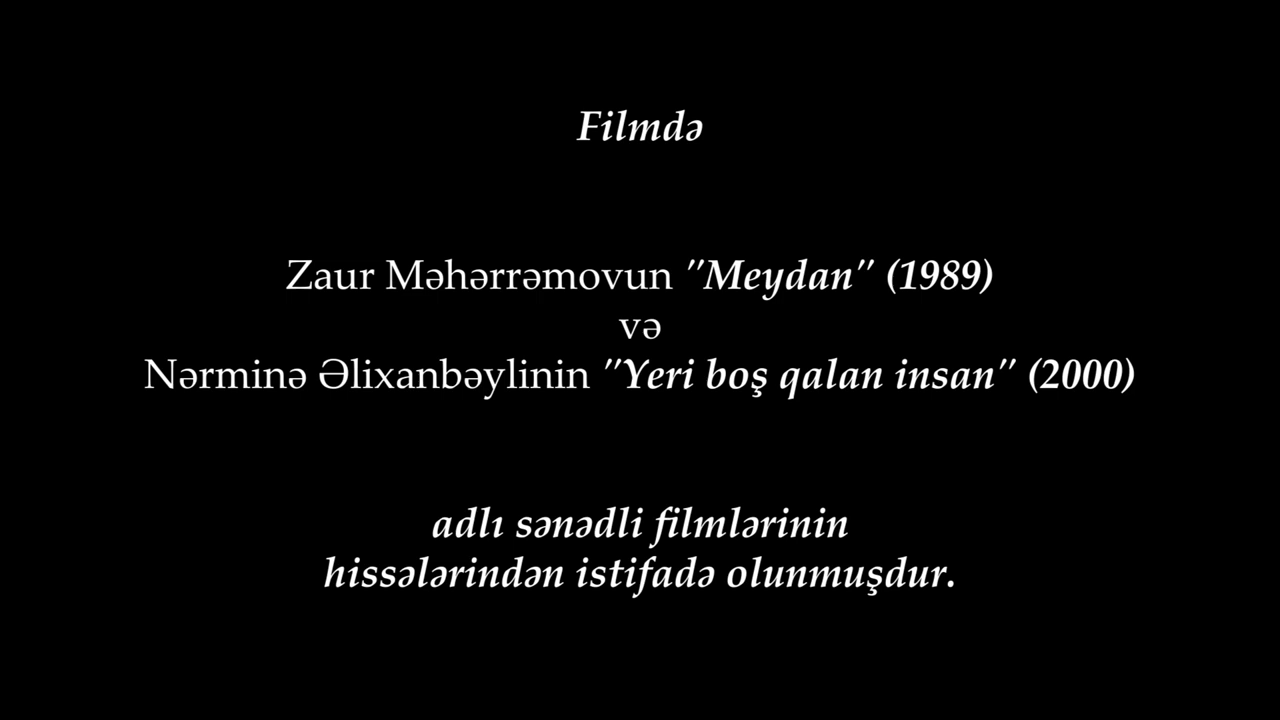 Filmdə
Zaur Məhərrəmovun "Meydan" (1989)
və
Nərminə Əlixanbəylinin "Yeri boş qalan insan" (2000)
adlı sənədli filmlərinin
hissələrindən istifadə olunmuşdur.